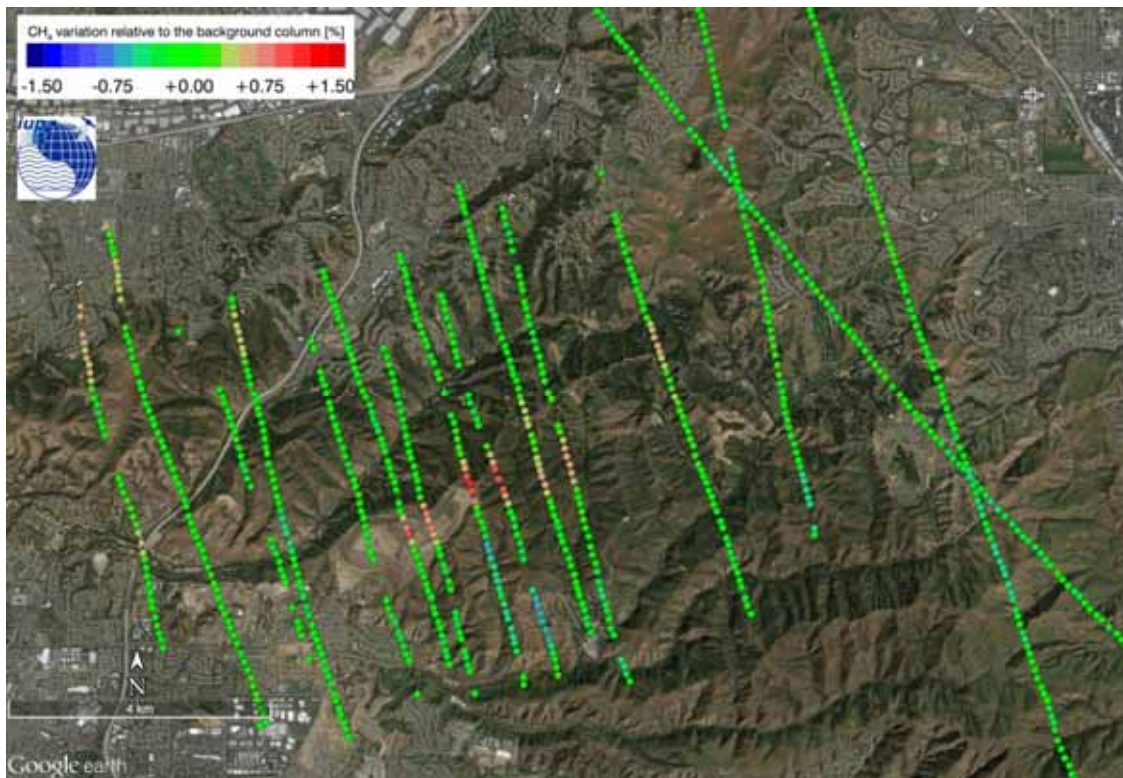 CH₄ variation relative to the background column [%]
-1.50 -0.75 +0.00 +0.75 +1.50
iup
N
4 km
Google earth